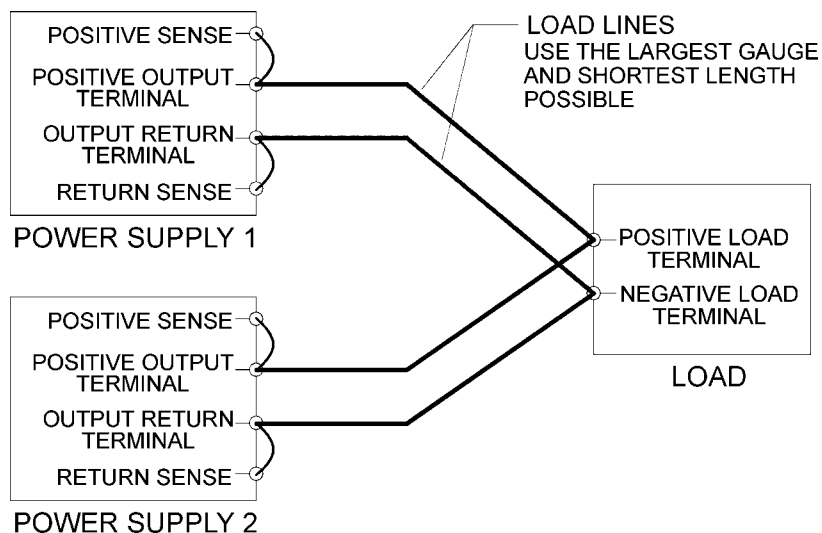 POSITIVE SENSE
POSITIVE OUTPUT
TERMINAL
OUTPUT RETURN
TERMINAL
RETURN SENSE
POWER SUPPLY 1
LOAD LINES
USE THE LARGEST GAUGE
AND SHORTEST LENGTH
POSSIBLE
POSITIVE LOAD
TERMINAL
NEGATIVE LOAD
TERMINAL
LOAD
POSITIVE SENSE
POSITIVE OUTPUT
TERMINAL
OUTPUT RETURN
TERMINAL
RETURN SENSE
POWER SUPPLY 2